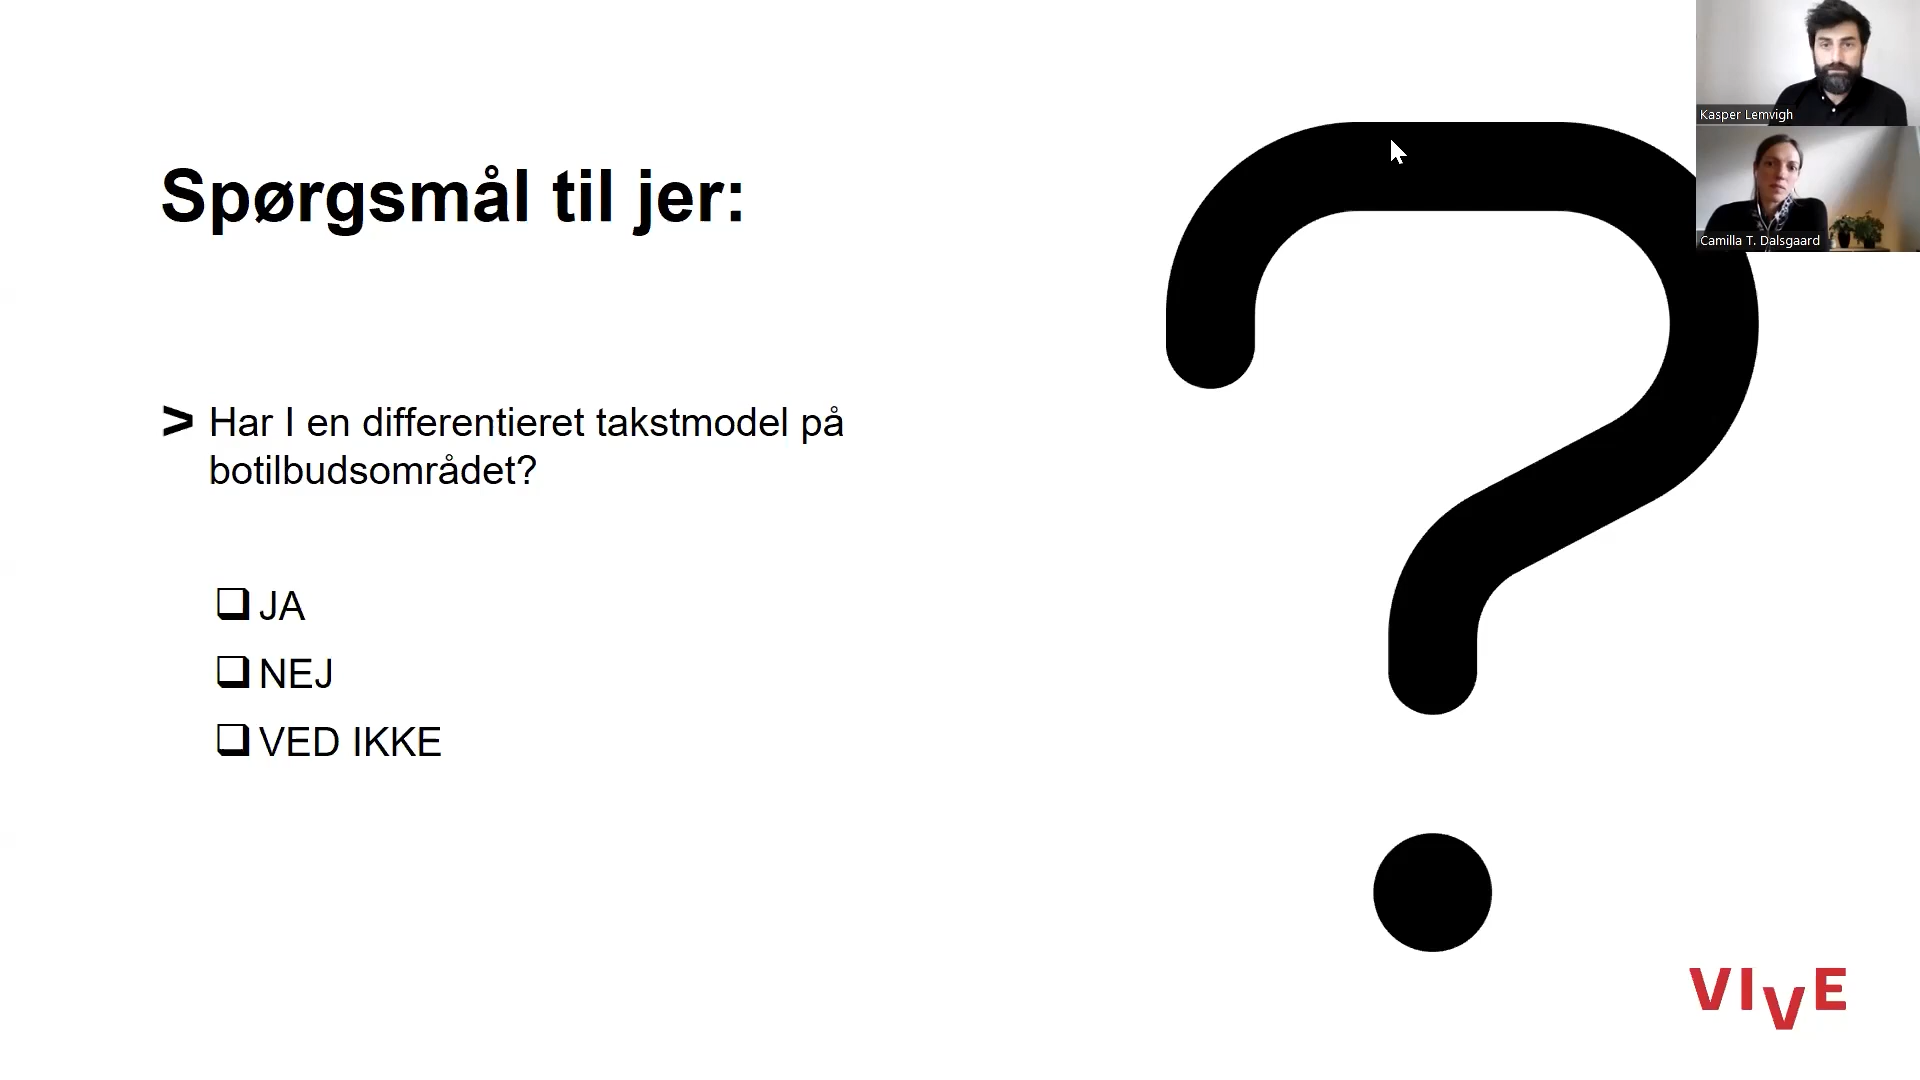 Kasper Lemvigh
Camilla T. Dalsgaard
Spørgsmål til jer:
> Har I en differentieret takstmodel på
botilbudsområdet?
❑ JA
❑ NEJ
❑ VED IKKE
?
VIVE